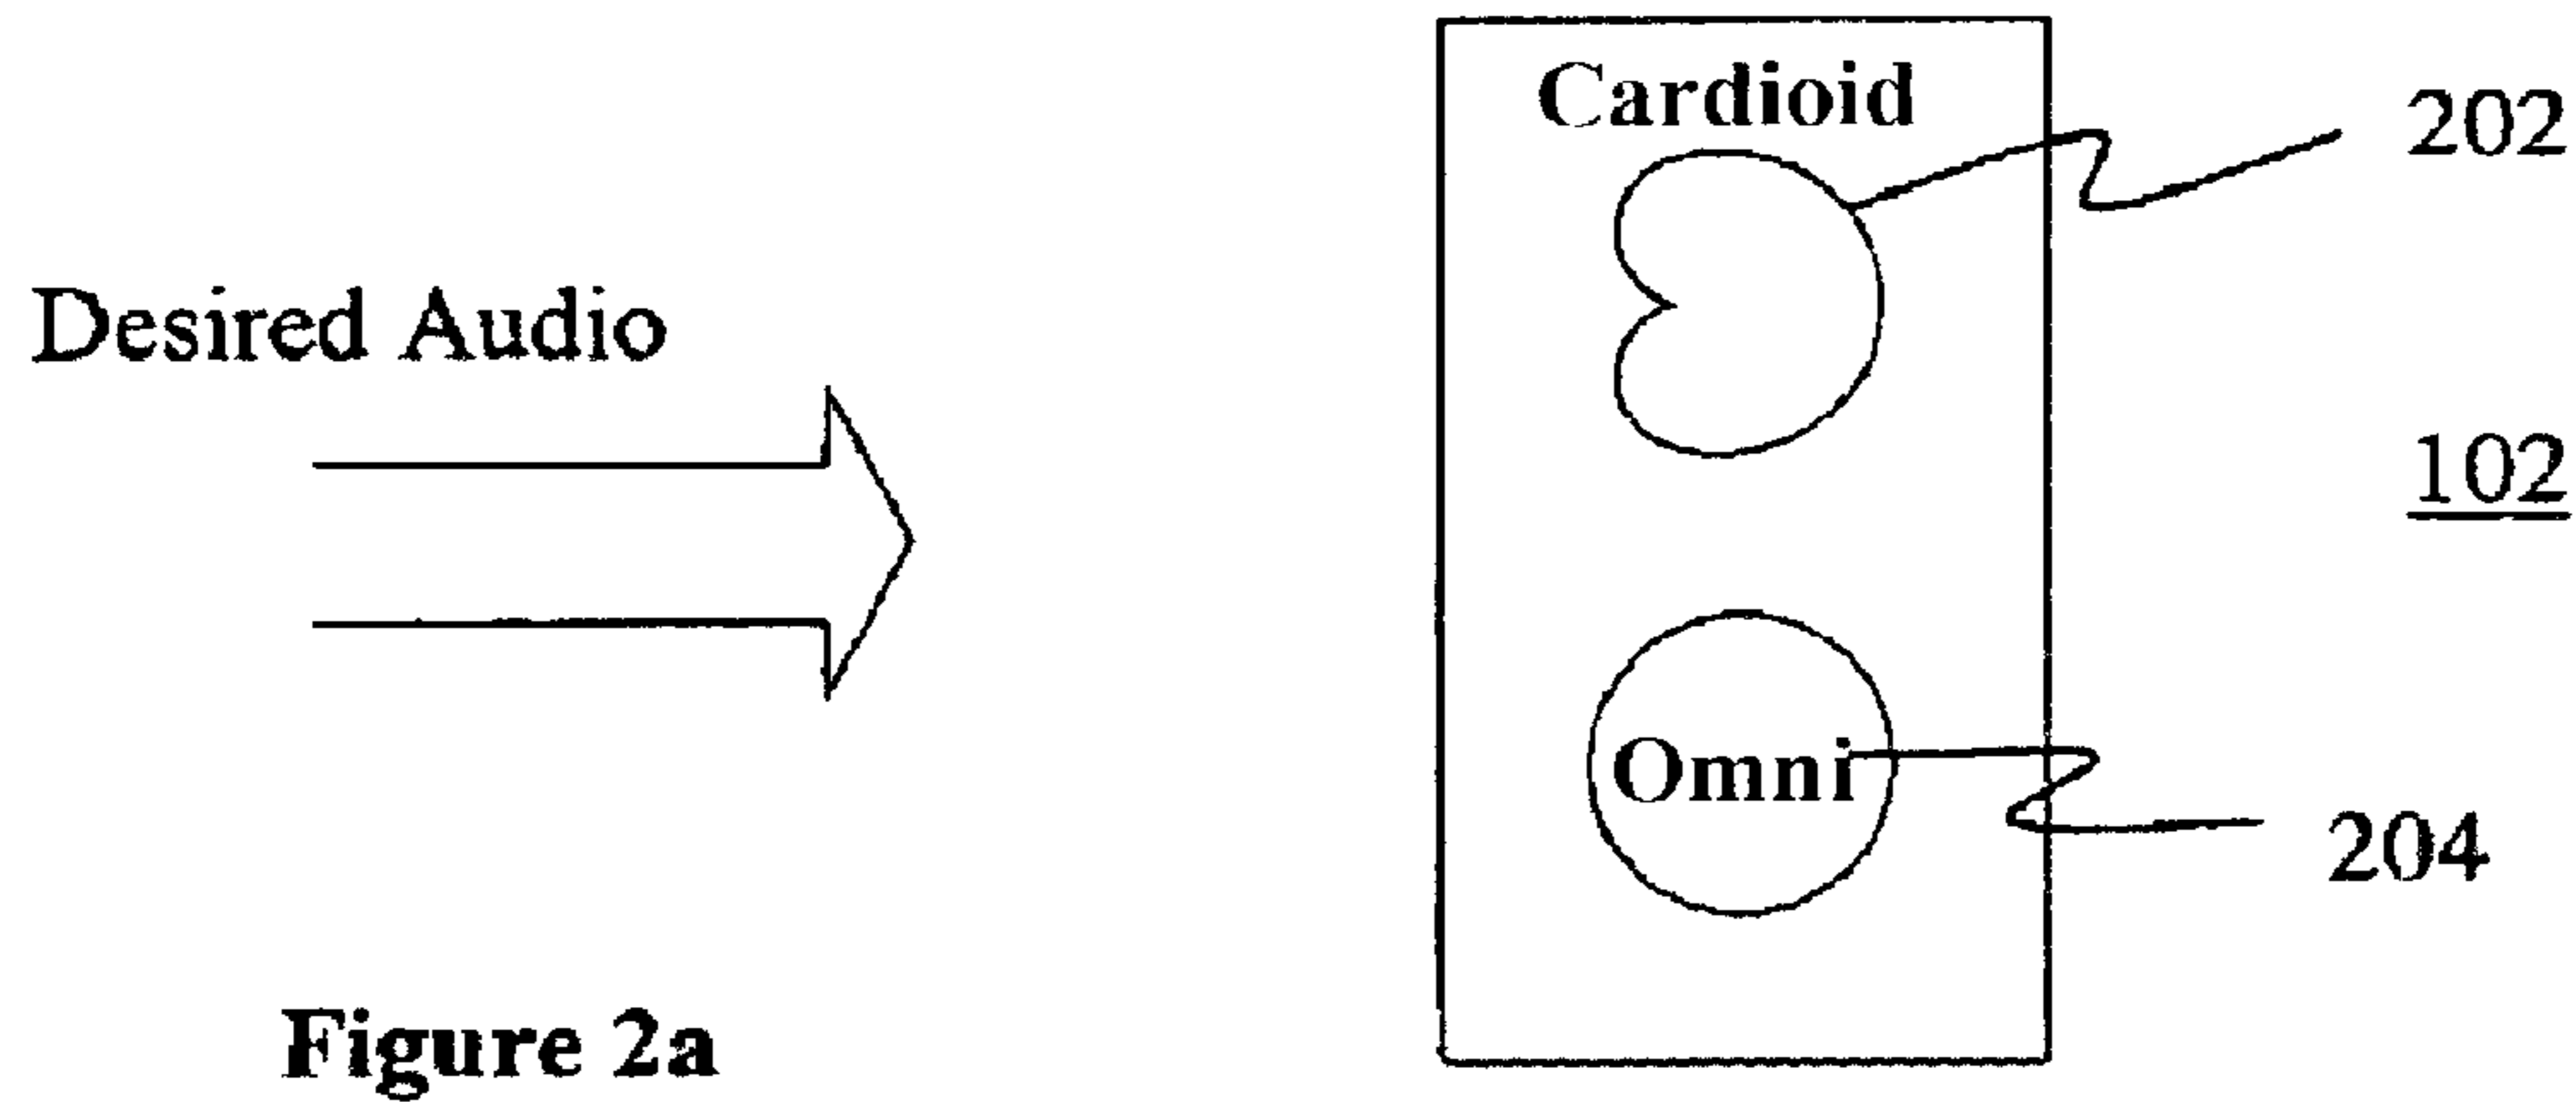 Cardioid
202
Desired Audio
102
Omni
204
Figure 2a